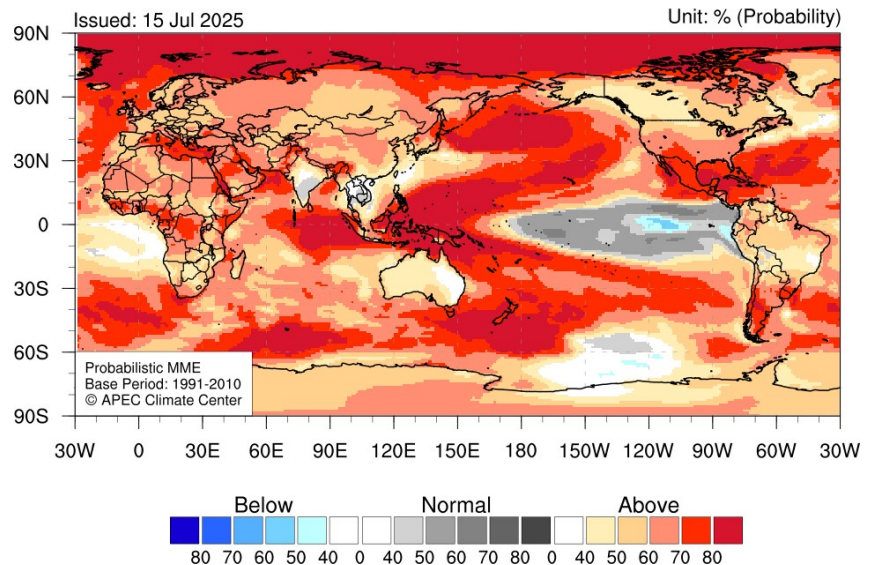 Issued: 15 Jul 2025
Unit: % (Probability)
90N
60N
30N
0
30S
60S
90S
Probabilistic MME
Base Period: 1991-2010
© APEC Climate Center
30W 0 30E 60E 90E 120E 150E 180 150W 120W 90W 60W 30W
Below Normal Above
80 70 60 50 40 0 40 50 60 70 80 0 40 50 60 70 80